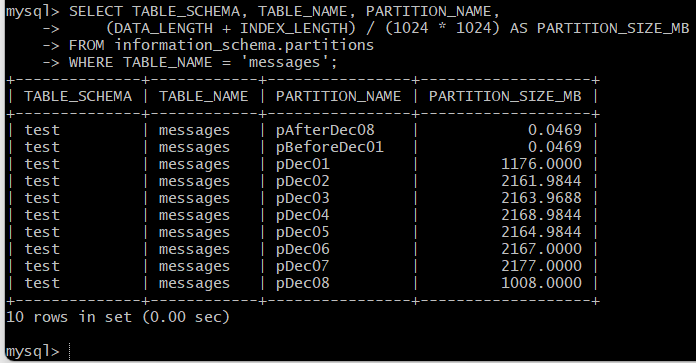 mysql> SELECT TABLE_SCHEMA, TABLE_NAME, PARTITION_NAME,
    ->     (DATA_LENGTH + INDEX_LENGTH) / (1024 * 1024) AS PARTITION_SIZE_MB
    -> FROM information_schema.partitions
    -> WHERE TABLE_NAME = 'messages';
+--------------+------------+----------------+-------------------+
| TABLE_SCHEMA | TABLE_NAME | PARTITION_NAME | PARTITION_SIZE_MB |
+--------------+------------+----------------+-------------------+
| test         | messages   | pAfterDec08    |            0.0469 |
| test         | messages   | pBeforeDec01   |            0.0469 |
| test         | messages   | pDec01         |         1176.0000 |
| test         | messages   | pDec02         |         2161.9844 |
| test         | messages   | pDec03         |         2163.9688 |
| test         | messages   | pDec04         |         2168.9844 |
| test         | messages   | pDec05         |         2164.9844 |
| test         | messages   | pDec06         |         2167.0000 |
| test         | messages   | pDec07         |         2177.0000 |
| test         | messages   | pDec08         |         1008.0000 |
+--------------+------------+----------------+-------------------+
10 rows in set (0.00 sec)
mysql>